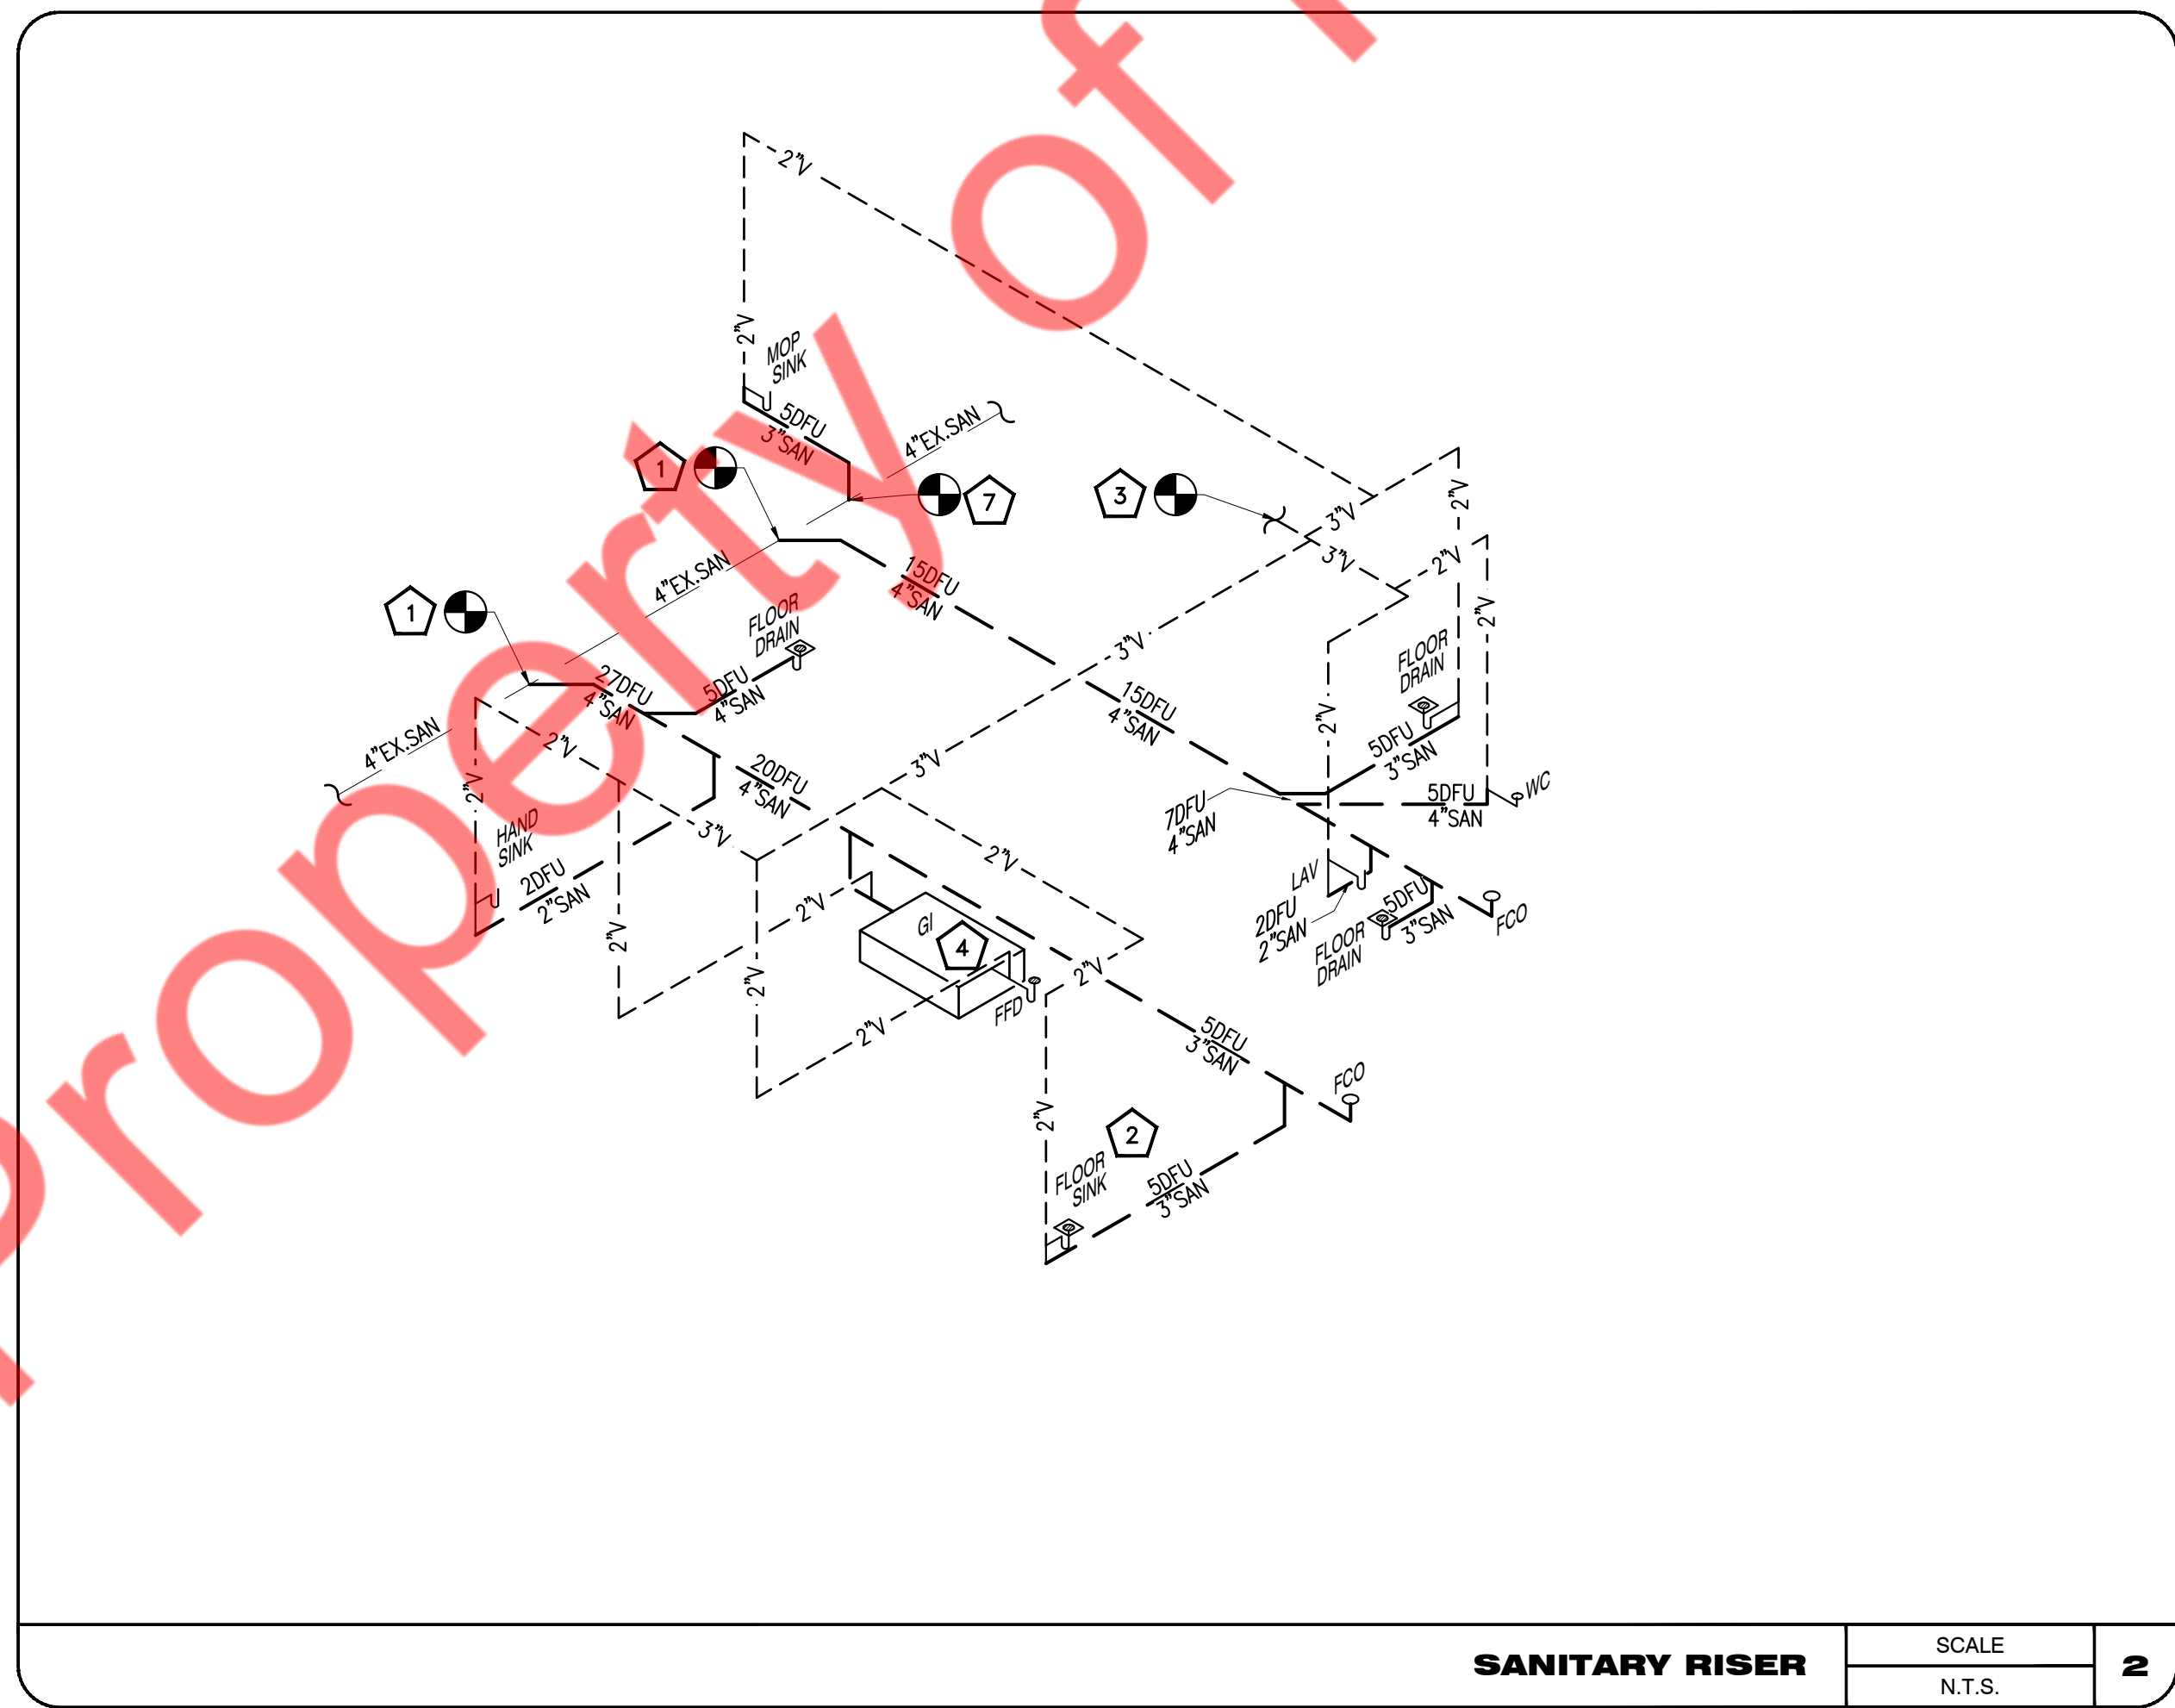 Property of
2"V
2"V
MOP
SINK
5DFU
3"SAN
4"EX.SAN
1
7
3
3"V
3"V
2"V
2"V
2"V
4"EX.SAN
15DFU
4"SAN
1
FLOOR
DRAIN
27DFU
4"SAN
5DFU
4"SAN
3"V
15DFU
4"SAN
2"V
FLOOR
DRAIN
5DFU
3"SAN
4"EX.SAN
2"V
2"V
HAND
SINK
20DFU
4"SAN
3"V
3"V
7DFU
4"SAN
5DFU
4"SAN
WC
2DFU
2"SAN
2"V
2"V
2"V
LAV
2DFU
2"SAN
5DFU
3"SAN
FLOOR
DRAIN
FCO
GI
4
2"V
2"V
FFD
2"V
5DFU
3"SAN
FCO
2"V
2
FLOOR
SINK
5DFU
3"SAN
SANITARY RISER
SCALE
N.T.S.
2